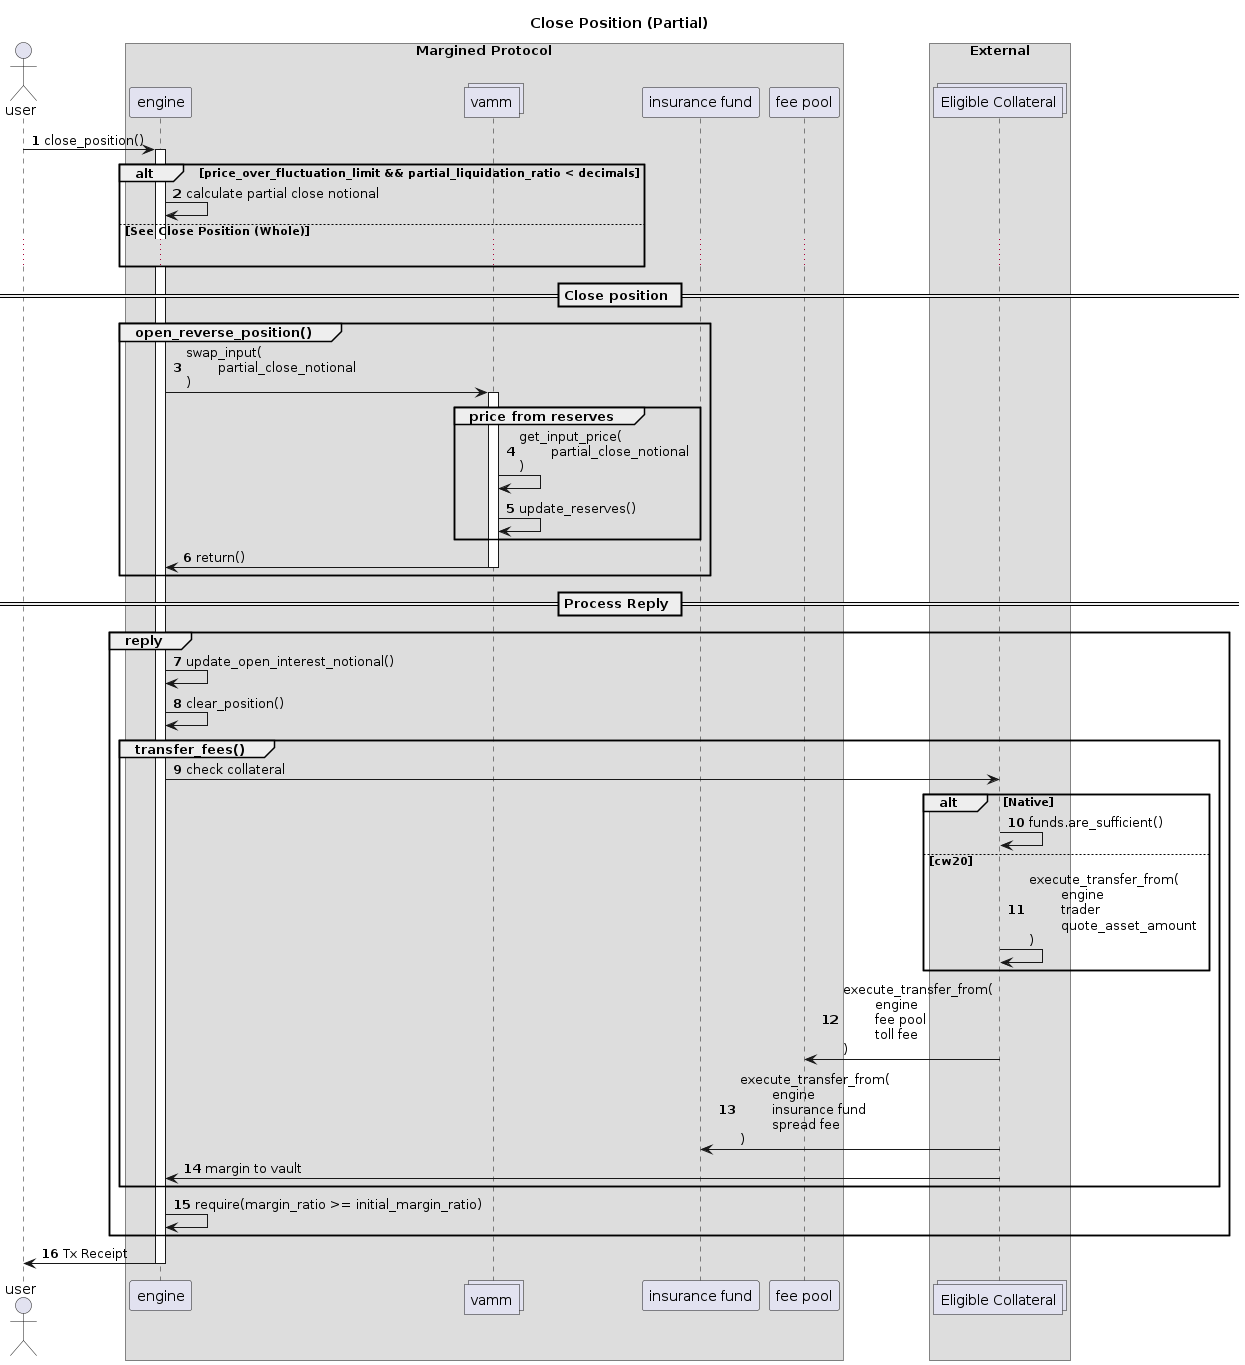 Close Position (Partial)
Margined Protocol
External
user
engine
vamm
insurance fund
fee pool
Eligible Collateral
1 close_position()
alt [price_over_fluctuation_limit && partial_liquidation_ratio < decimals]
2 calculate partial close notional
[See Close Position (Whole)]
Close position
open_reverse_position()
swap_input(
3 partial_close_notional
)
price from reserves
get_input_price(
4 partial_close_notional
)
5 update_reserves()
6 return()
Process Reply
reply
7 update_open_interest_notional()
8 clear_position()
transfer_fees()
9 check collateral
alt [Native]
10 funds.are_sufficient()
[cw20]
execute_transfer_from(
engine
11 trader
quote_asset_amount
)
execute_transfer_from(
engine
12 fee pool
toll fee
)
execute_transfer_from(
engine
13 insurance fund
spread fee
)
14 margin to vault
15 require(margin_ratio >= initial_margin_ratio)
16 Tx Receipt
user
engine
vamm
insurance fund
fee pool
Eligible Collateral